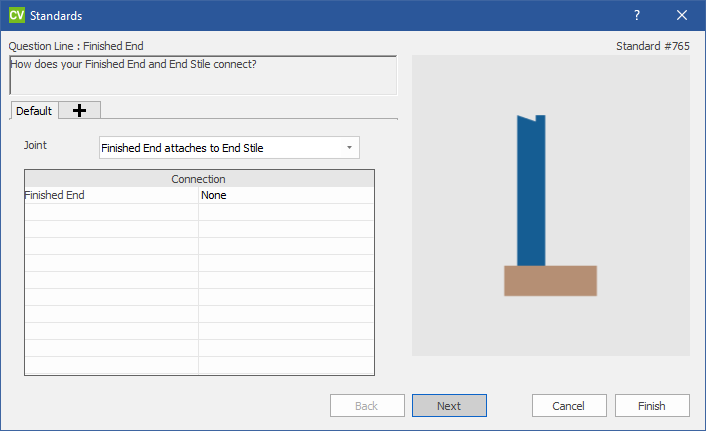 CV Standards ? ×
Question Line : Finished End
Standard #765
How does your Finished End and End Stile connect?
Default
Joint
Finished End attaches to End Stile
Connection
Finished End None
Back Next Cancel Finish